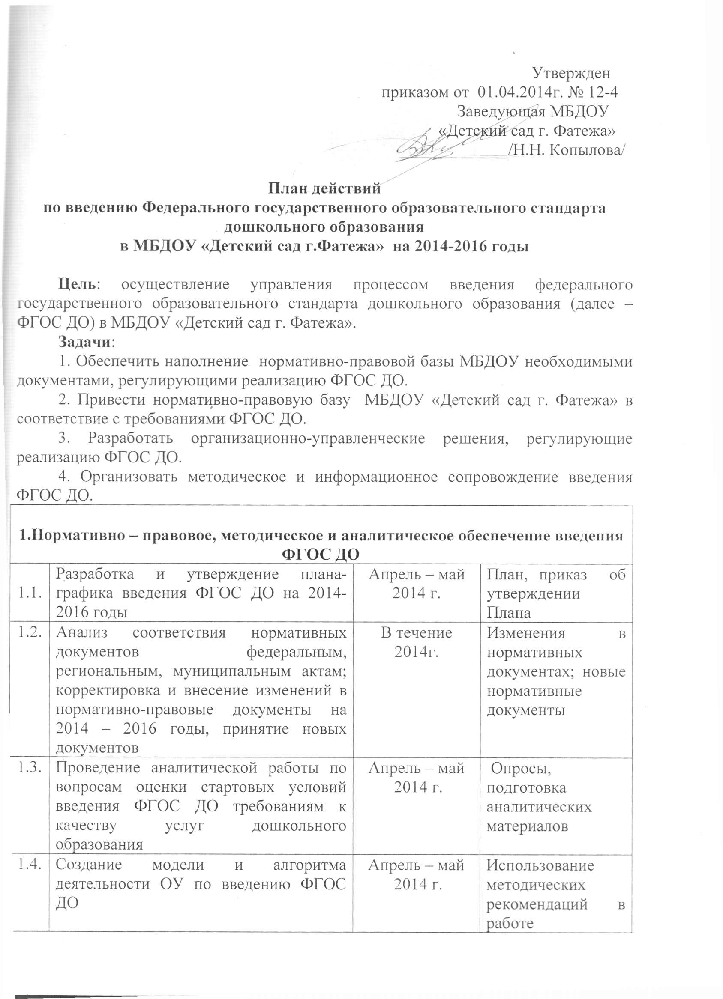 Утвержден
приказом от 01.04.2014г. № 12-4
Заведующая МБДОУ
«Детский сад г. Фатежа»
/Н.Н. Копылова/
План действий
по введению Федерального государственного образовательного стандарта
дошкольного образования
в МБДОУ «Детский сад г.Фатежа» на 2014-2016 годы
Цель: осуществление управления процессом введения федерального
государственного образовательного стандарта дошкольного образования (далее –
ФГОС ДО) в МБДОУ «Детский сад г. Фатежа».
Задачи:
1. Обеспечить наполнение нормативно-правовой базы МБДОУ необходимыми
документами, регулирующими реализацию ФГОС ДО.
2. Привести нормативно-правовую базу МБДОУ «Детский сад г. Фатежа» в
соответствие с требованиями ФГОС ДО.
3. Разработать организационно-управленческие решения, регулирующие
реализацию ФГОС ДО.
4. Организовать методическое и информационное сопровождение введения
ФГОС ДО.
1.Нормативно – правовое, методическое и аналитическое обеспечение введения
ФГОС ДО
1.1.
Разработка и утверждение плана-
графика введения ФГОС ДО на 2014-
2016 годы
Апрель – май
2014 г.
План, приказ об
утверждении
Плана
1.2.
Анализ соответствия нормативных
документов федеральным,
региональным, муниципальным актам;
корректировка и внесение изменений в
нормативно-правовые документы на
2014 – 2016 годы, принятие новых
документов
В течение
2014г.
Изменения в
нормативных
документах; новые
нормативные
документы
1.3.
Проведение аналитической работы по
вопросам оценки стартовых условий
введения ФГОС ДО требованиям к
качеству услуг дошкольного
образования
Апрель – май
2014 г.
Опросы,
подготовка
аналитических
материалов
1.4.
Создание модели и алгоритма
деятельности ОУ по введению ФГОС
ДО
Апрель – май
2014 г.
Использование
методических
рекомендаций в
работе